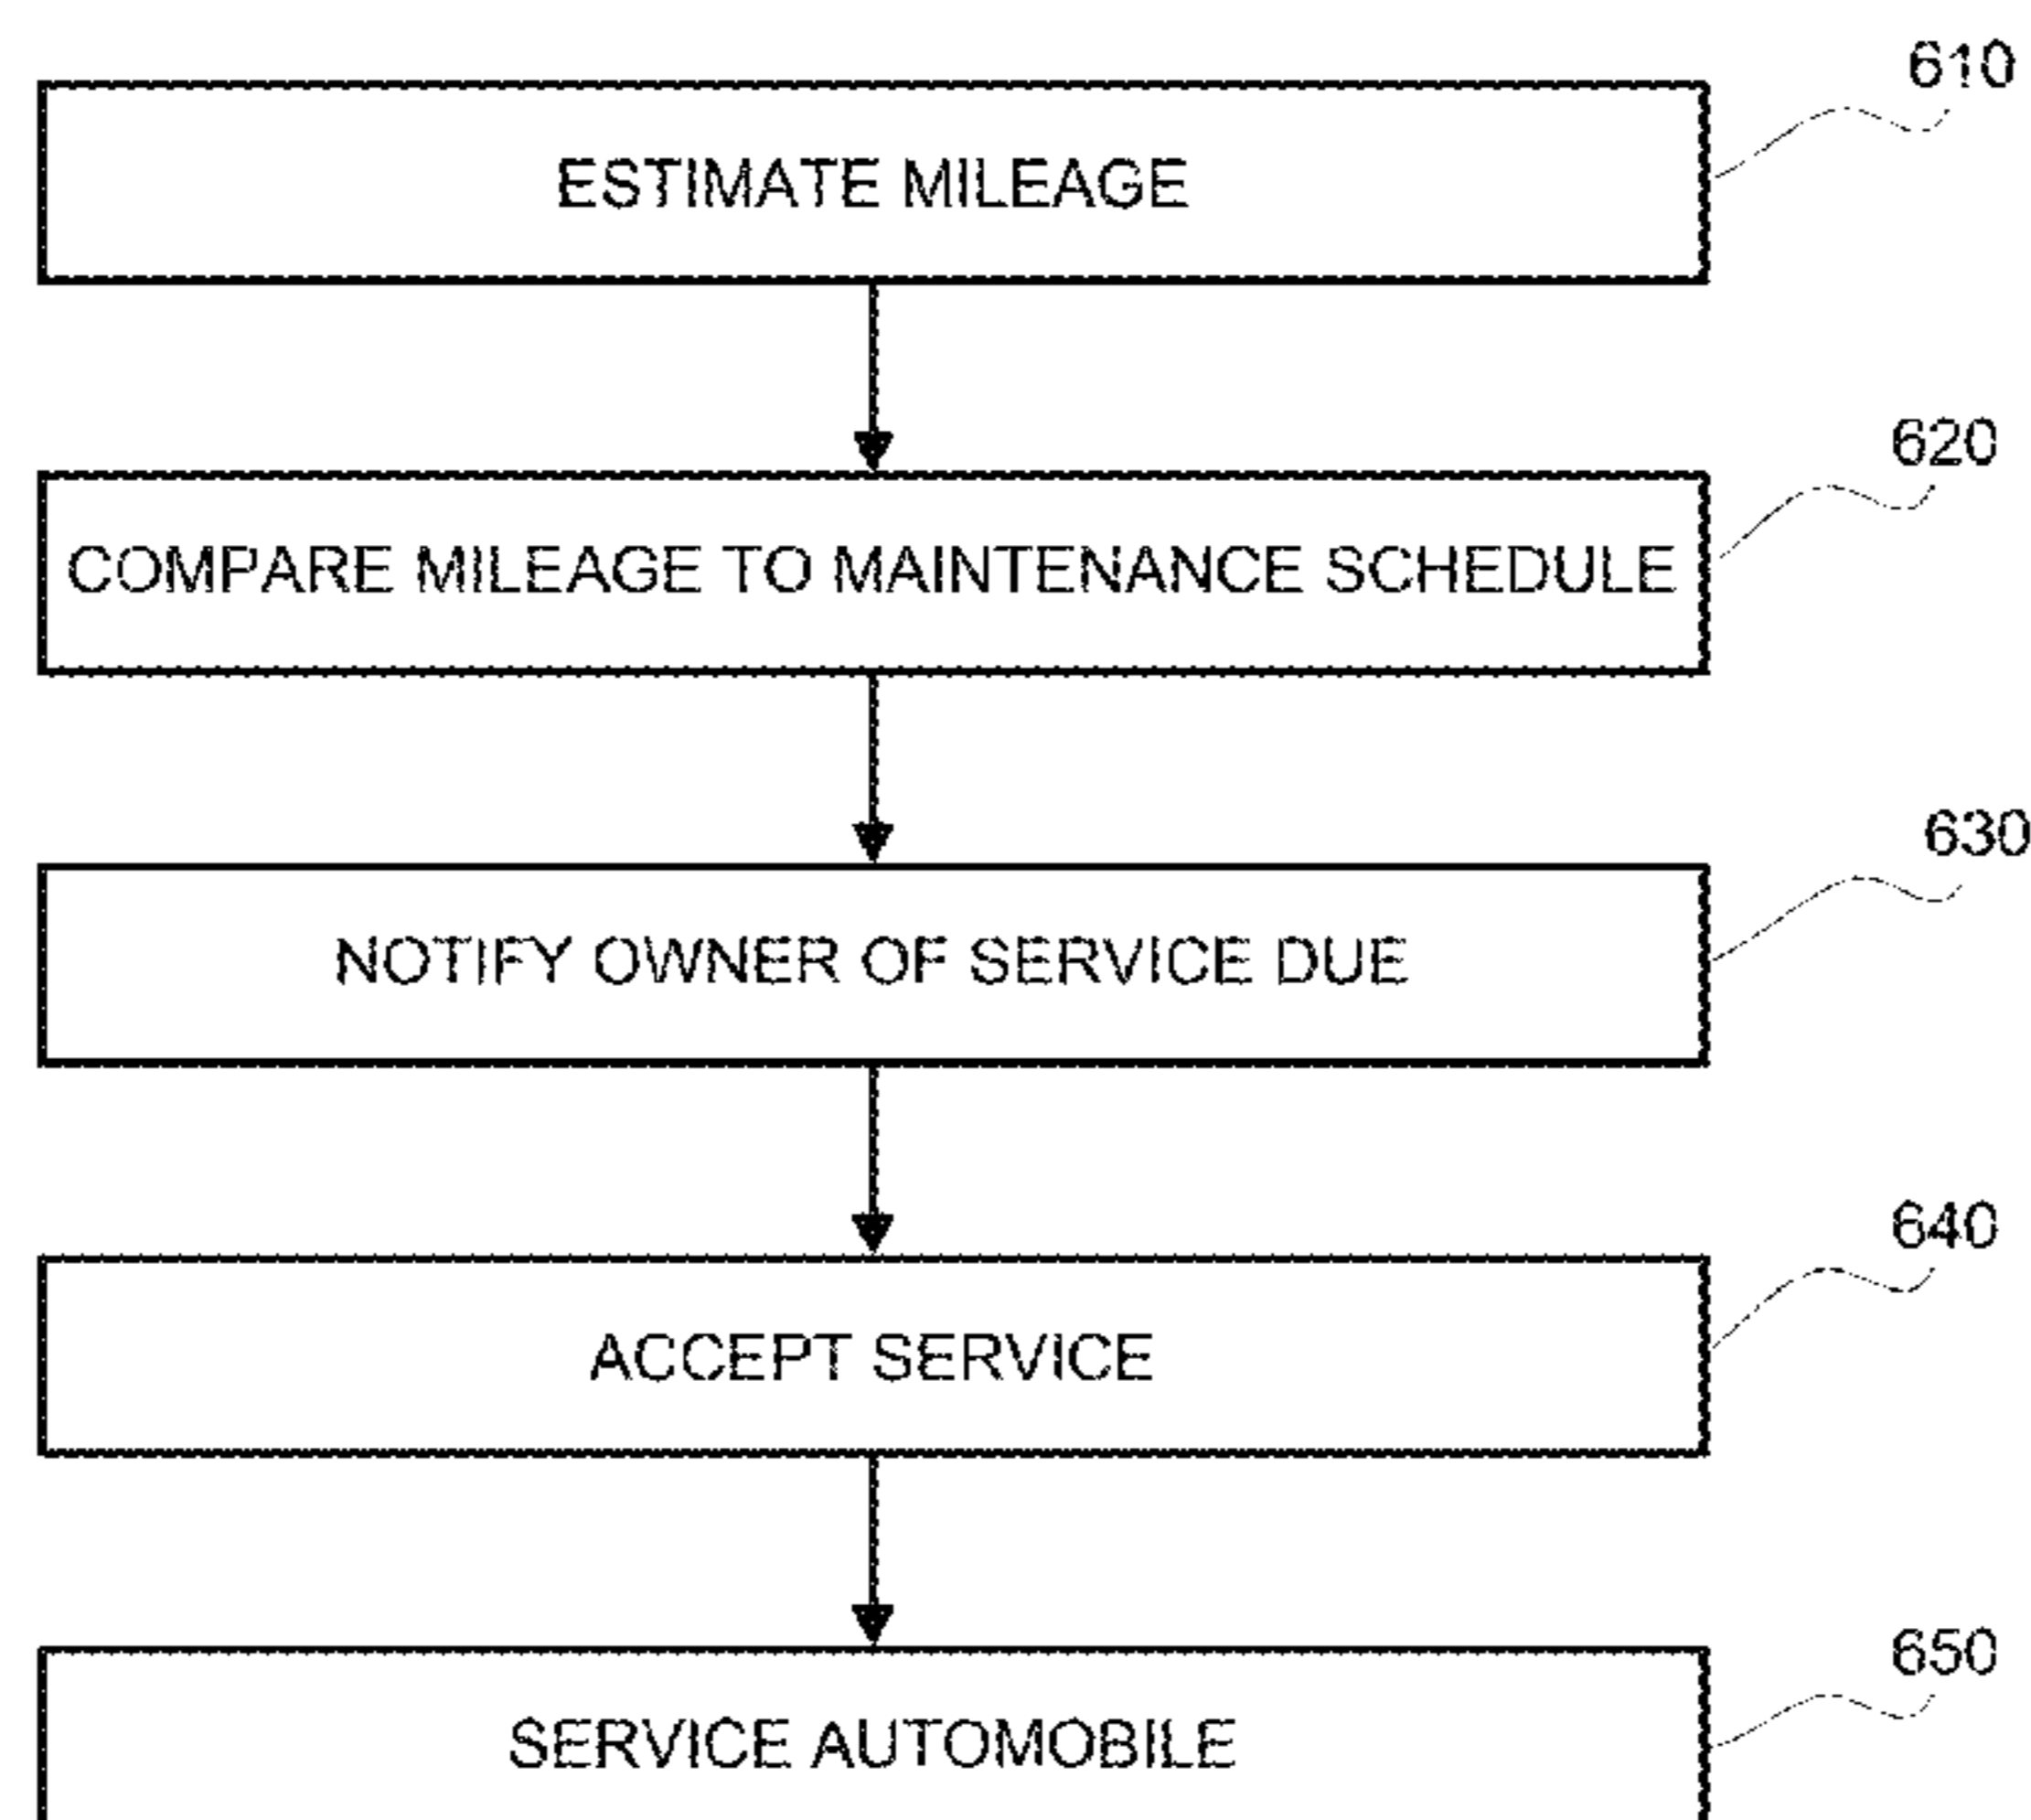 610
ESTIMATE MILEAGE
620
COMPARE MILEAGE TO MAINTENANCE SCHEDULE
630
NOTIFY OWNER OF SERVICE DUE
640
ACCEPT SERVICE
650
SERVICE AUTOMOBILE